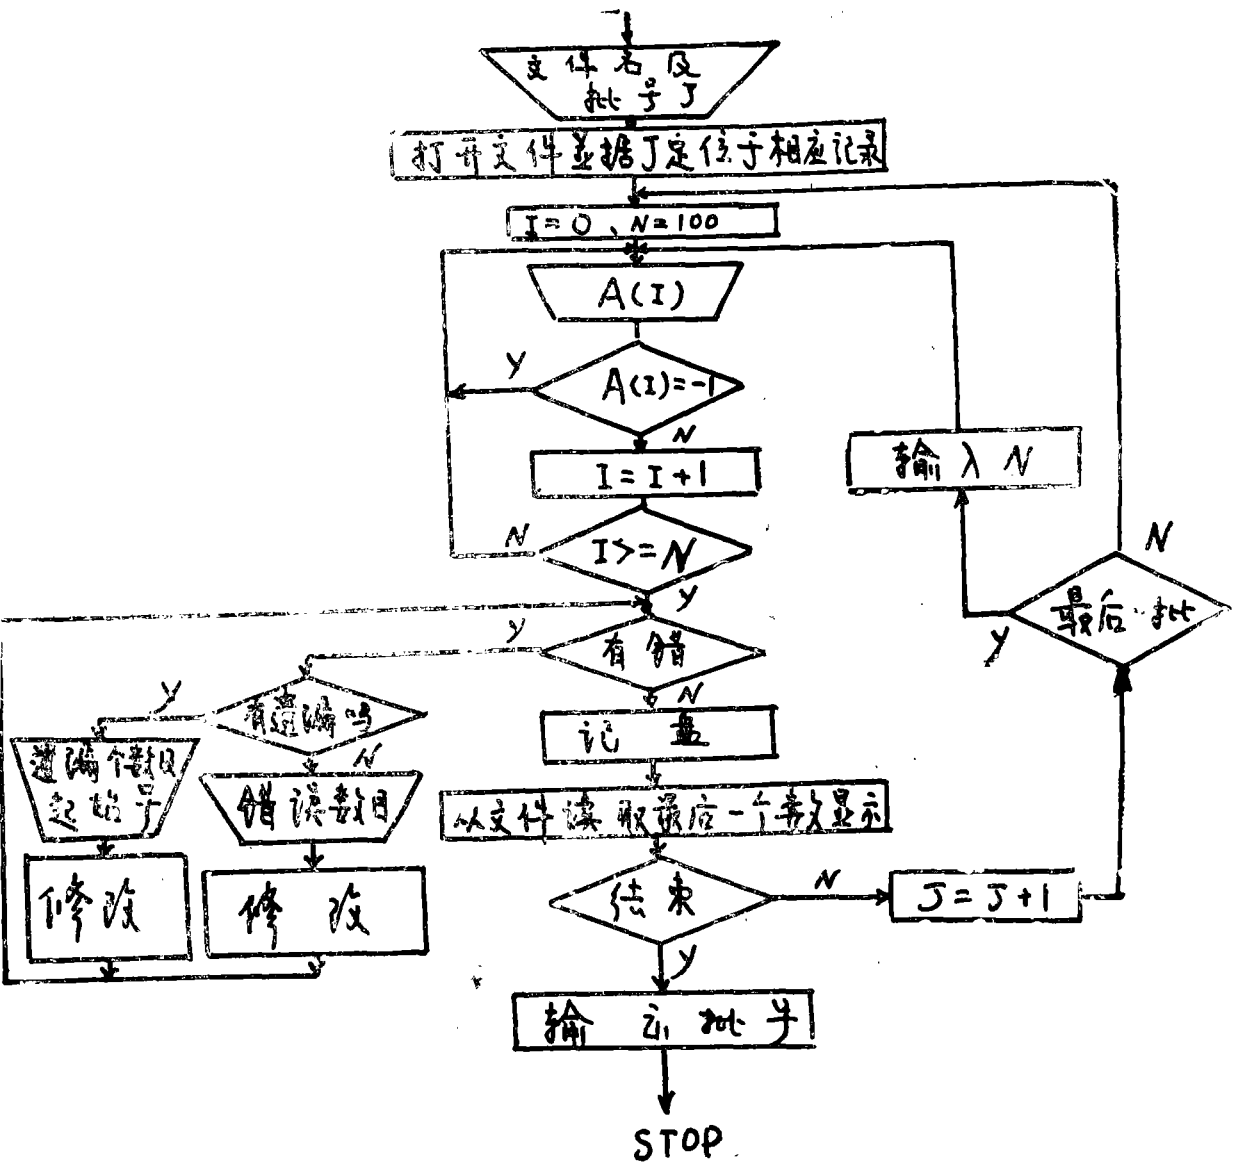 文件名及
批号J
打开文件並据J定位于相应记录
I=0、N=100
A(I)
Y
A(I)=-1
N
I=I+1
输入N
N
I>=N
Y
N
最后一批
Y
Y
有错
N
Y
有遗漏吗
N
记盘
遗漏个数目
起始号
错误数目
从文件读取最后一个数显示
修改
修改
结束
N
J=J+1
Y
输出批号
STOP